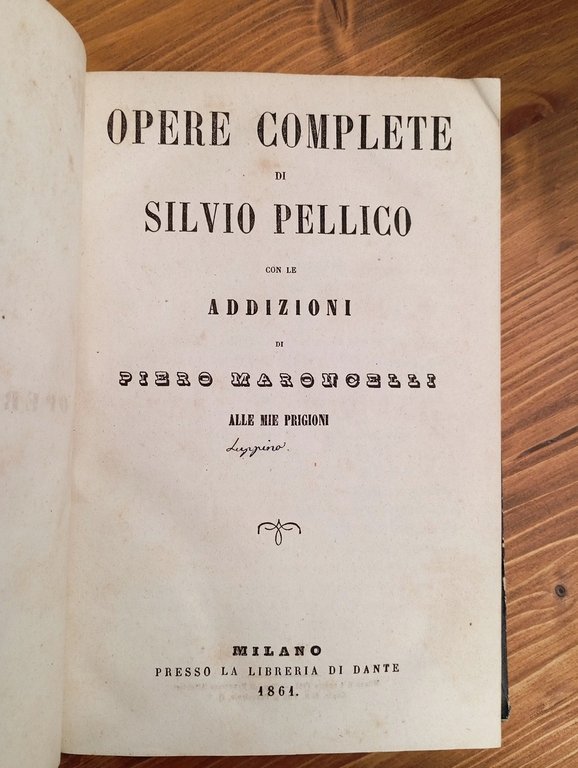 OPERE COMPLETE
DI
SILVIO PELLICO
CON LE
ADDIZIONI
DI
PIERO MARONCELLI
ALLE MIE PRIGIONI
Luppino.
MILANO
PRESSO LA LIBRERIA DI DANTE
1861.